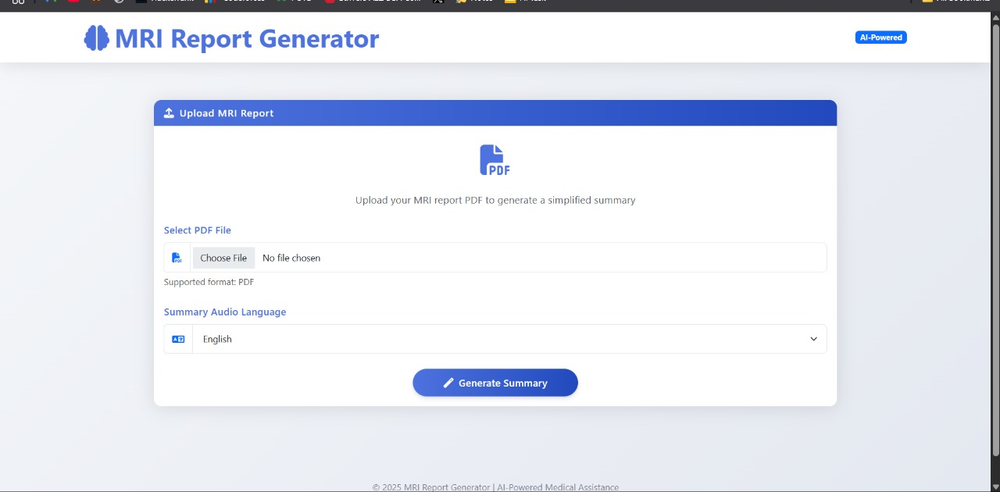 MRI Report Generator
AI-Powered
Upload MRI Report
PDF
Upload your MRI report PDF to generate a simplified summary
Select PDF File
Choose File No file chosen
Supported format: PDF
Summary Audio Language
English
Generate Summary
© 2025 MRI Report Generator | AI-Powered Medical Assistance